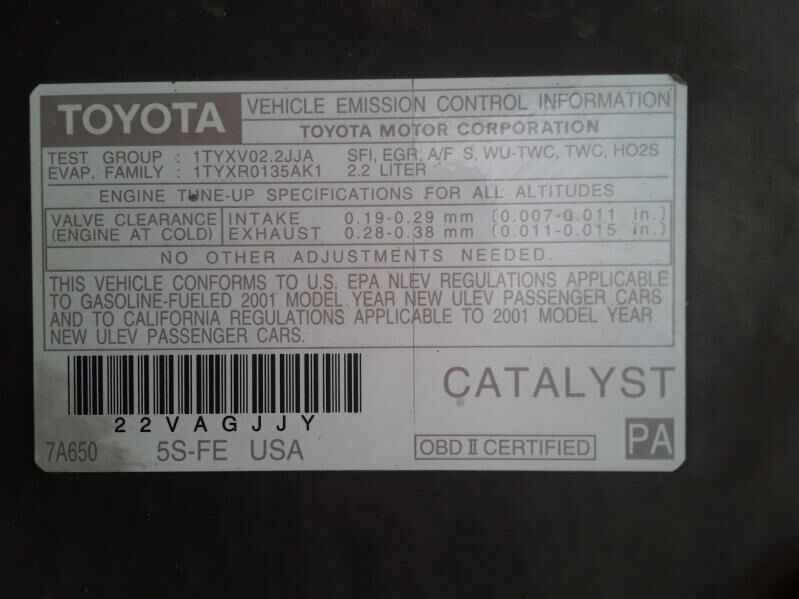 TOYOTA VEHICLE EMISSION CONTROL INFORMATION
TOYOTA MOTOR CORPORATION
TEST GROUP : 1TYXV02.2JJA SFI, EGR, A/F S, WU-TWC, TWC, HO2S
EVAP. FAMILY : 1TYXR0135AK1 2.2 LITER
ENGINE TUNE-UP SPECIFICATIONS FOR ALL ALTITUDES
VALVE CLEARANCE INTAKE 0.19-0.29 mm (0.007-0.011 in.)
(ENGINE AT COLD) EXHAUST 0.28-0.38 mm (0.011-0.015 in.)
NO OTHER ADJUSTMENTS NEEDED.
THIS VEHICLE CONFORMS TO U.S. EPA NLEV REGULATIONS APPLICABLE
TO GASOLINE-FUELED 2001 MODEL YEAR NEW ULEV PASSENGER CARS
AND TO CALIFORNIA REGULATIONS APPLICABLE TO 2001 MODEL YEAR
NEW ULEV PASSENGER CARS.
CATALYST
22VAGJJY
7A650 5S-FE USA OBD II CERTIFIED PA